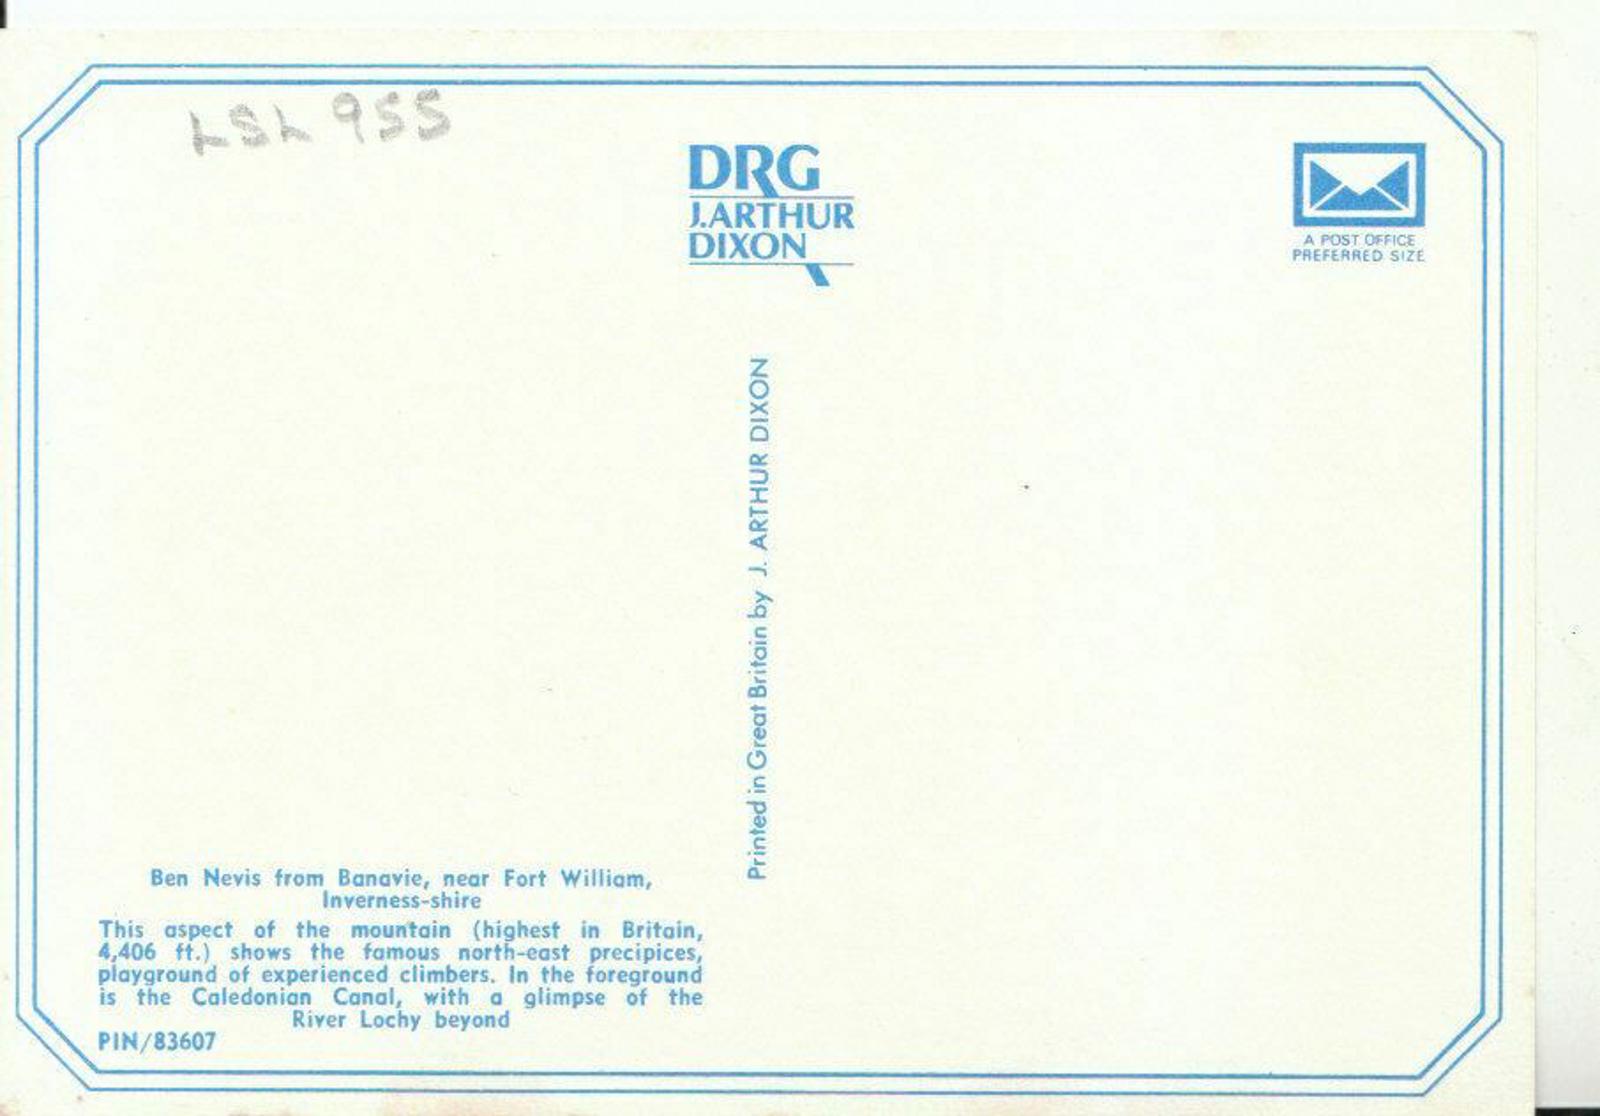 LSL 955
DRG
J.ARTHUR
DIXON
A POST OFFICE
PREFERRED SIZE
Printed in Great Britain by J. ARTHUR DIXON
Ben Nevis from Banavie, near Fort William,
Inverness-shire
This aspect of the mountain (highest in Britain,
4,406 ft.) shows the famous north-east precipices,
playground of experienced climbers. In the foreground
is the Caledonian Canal, with a glimpse of the
River Lochy beyond
PIN/83607